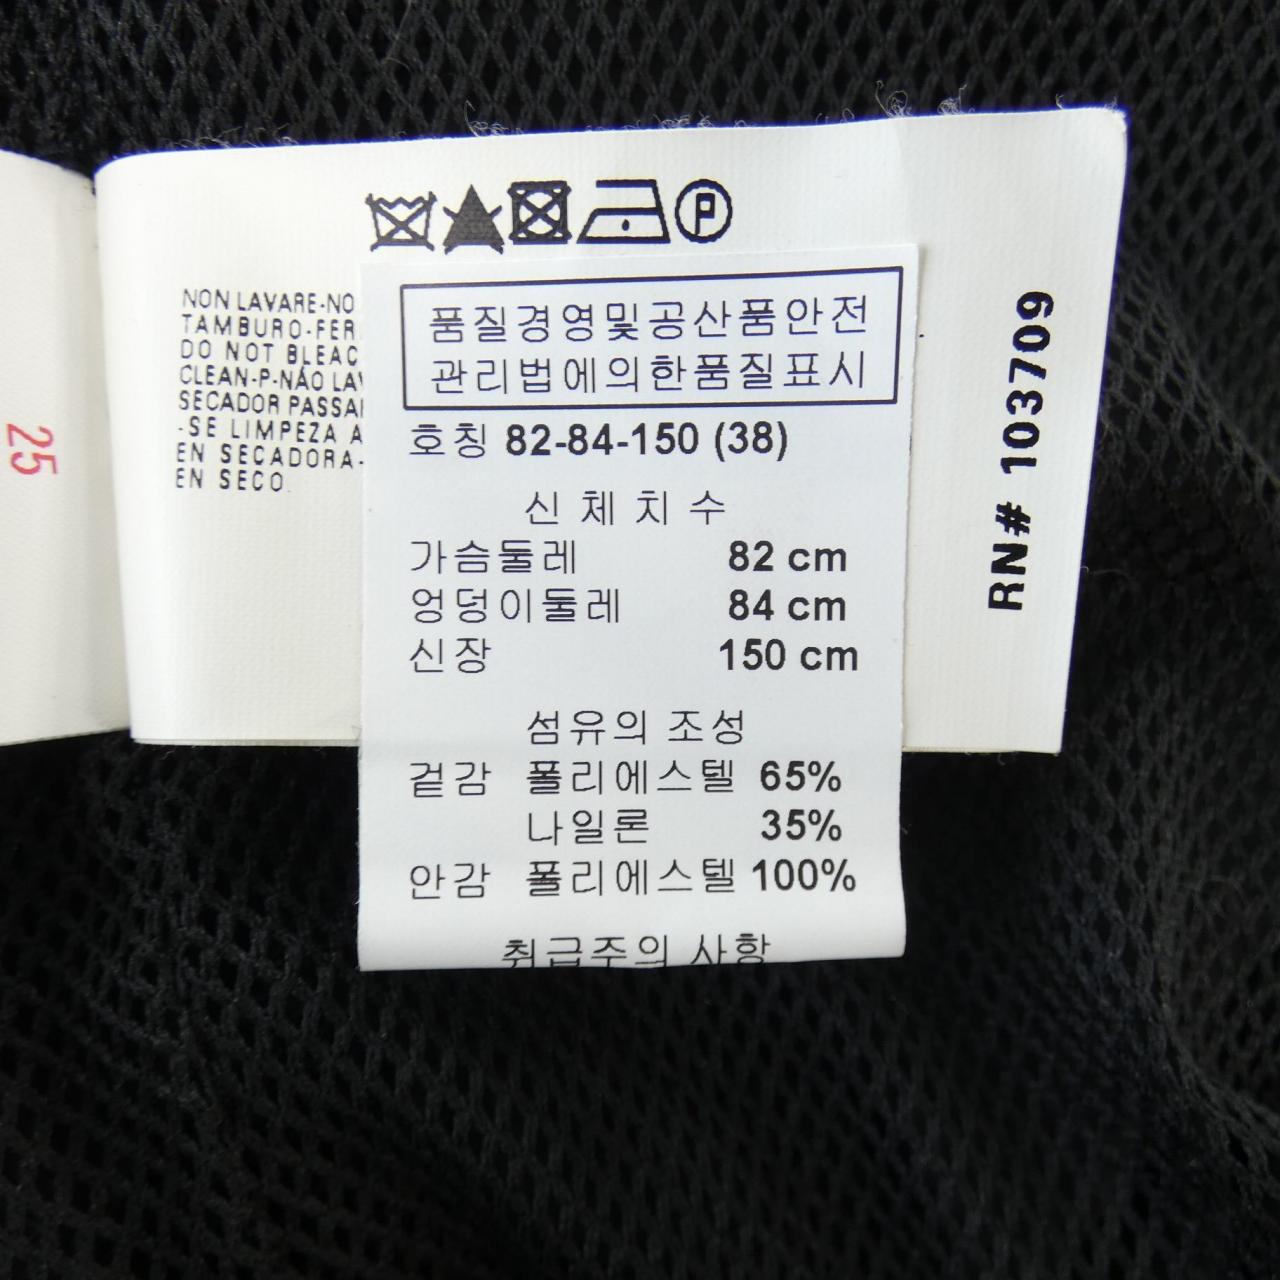 NON LAVARE-NO
TAMBURO-FER
DO NOT BLEAC
CLEAN-P-NÁO LAV
SECADOR PASSA
-SE LIMPEZA A
EN SECADORA-
EN SECO
품질경영및공산품안전
관리법에의한품질표시
호칭 82-84-150 (38)
신체치수
가슴둘레 82 cm
엉덩이둘레 84 cm
신장 150 cm
섬유의 조성
겉감 폴리에스텔 65%
나일론 35%
안감 폴리에스텔 100%
취급주의 사항
RN# 103709
25
P